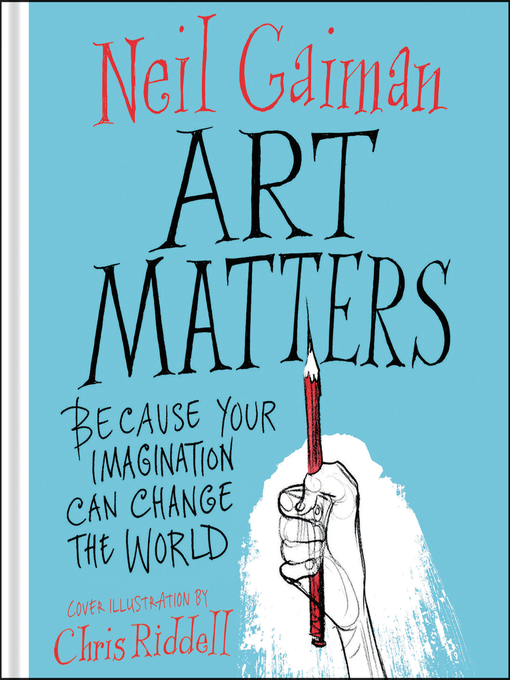 Neil Gaiman
ART
MATTERS
BECAUSE YOUR
IMAGINATION
CAN CHANGE
THE WORLD
COVER ILLUSTRATION BY
Chris Riddell